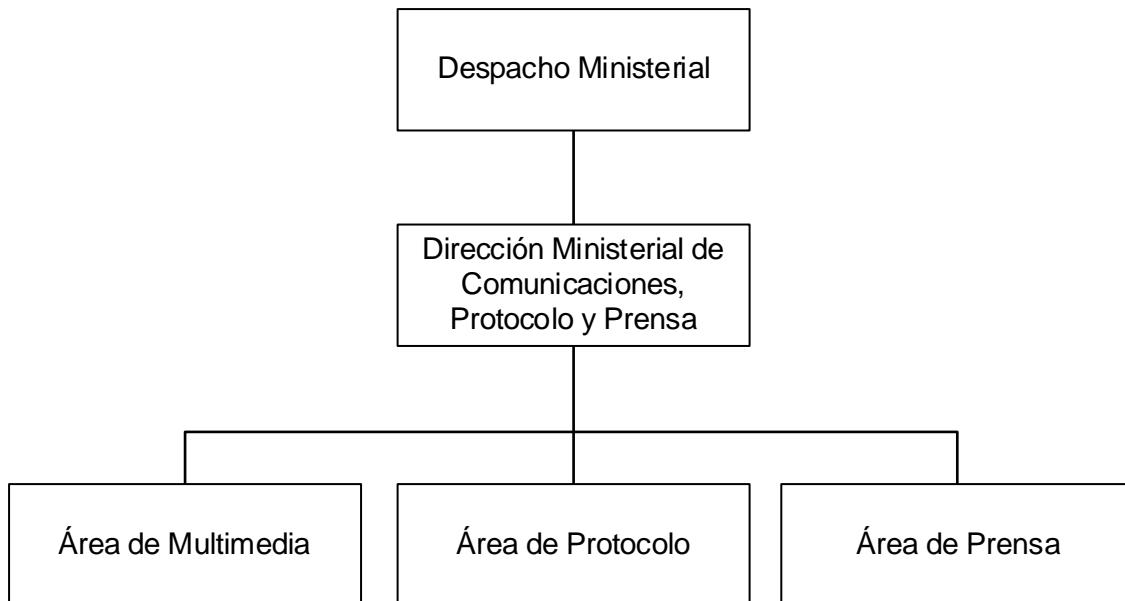 Despacho Ministerial
Dirección Ministerial de
Comunicaciones,
Protocolo y Prensa
Área de Multimedia
Área de Protocolo
Área de Prensa